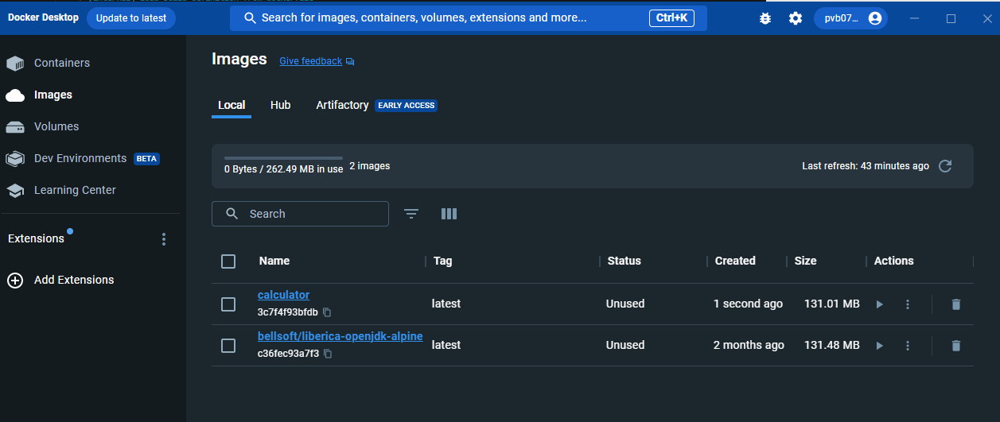 Docker Desktop Update to latest Search for images, containers, volumes, extensions and more... Ctrl+K pvb07...
Containers
Images
Volumes
Dev Environments BETA
Learning Center
Extensions
Add Extensions
Images Give feedback
Local Hub Artifactory EARLY ACCESS
0 Bytes / 262.49 MB in use 2 images Last refresh: 43 minutes ago
Search
Name Tag Status Created Size Actions
calculator latest Unused 1 second ago 131.01 MB
3c7f4f93bfdb
bellsoft/liberica-openjdk-alpine latest Unused 2 months ago 131.48 MB
c36fec93a7f3